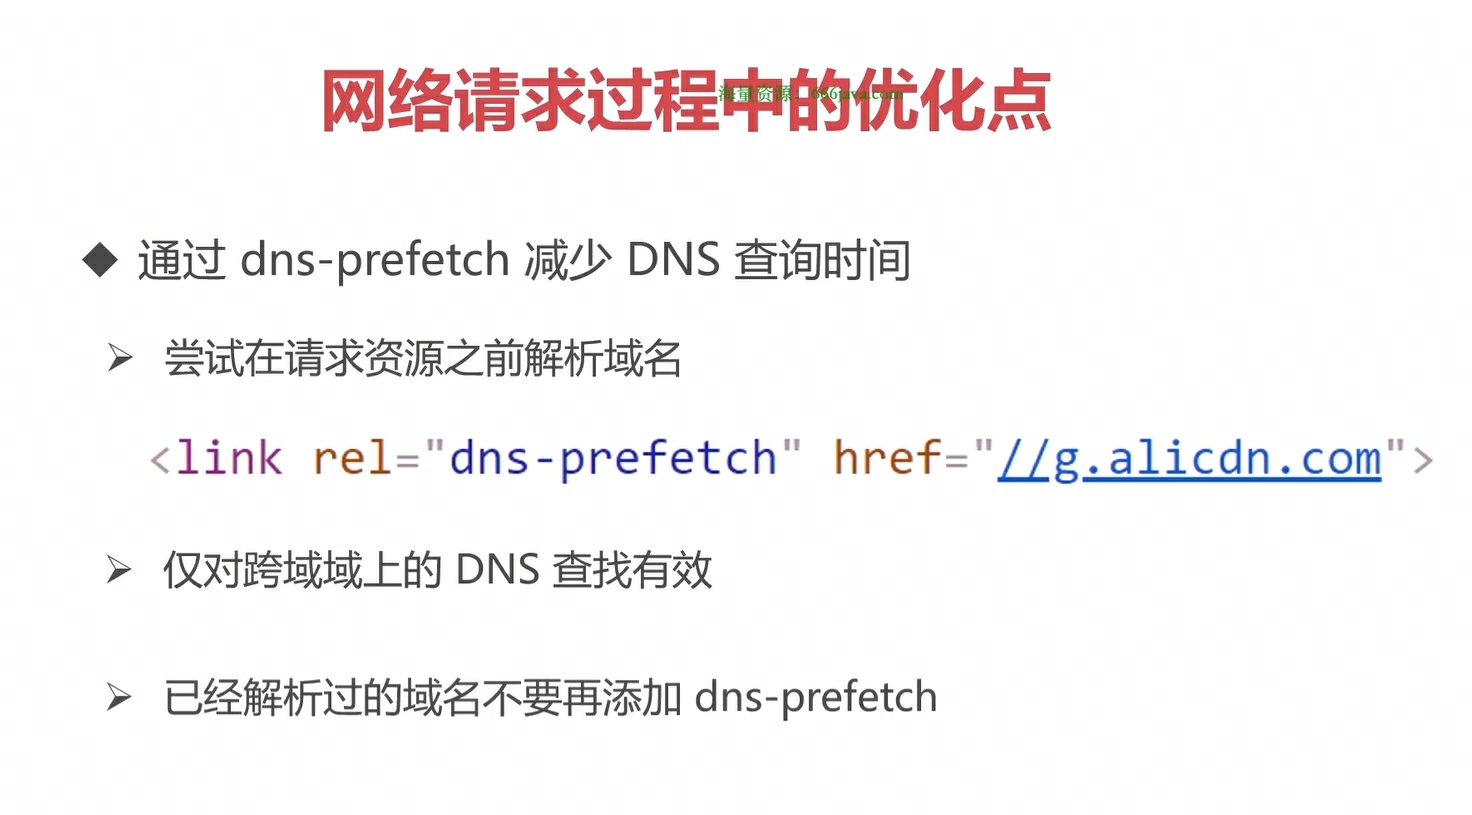 网络请求过程中的优化点
海量资源：666java.com
◆ 通过 dns-prefetch 减少 DNS 查询时间
➢ 尝试在请求资源之前解析域名
<link rel="dns-prefetch" href="//g.alicdn.com">
➢ 仅对跨域域上的 DNS 查找有效
➢ 已经解析过的域名不要再添加 dns-prefetch